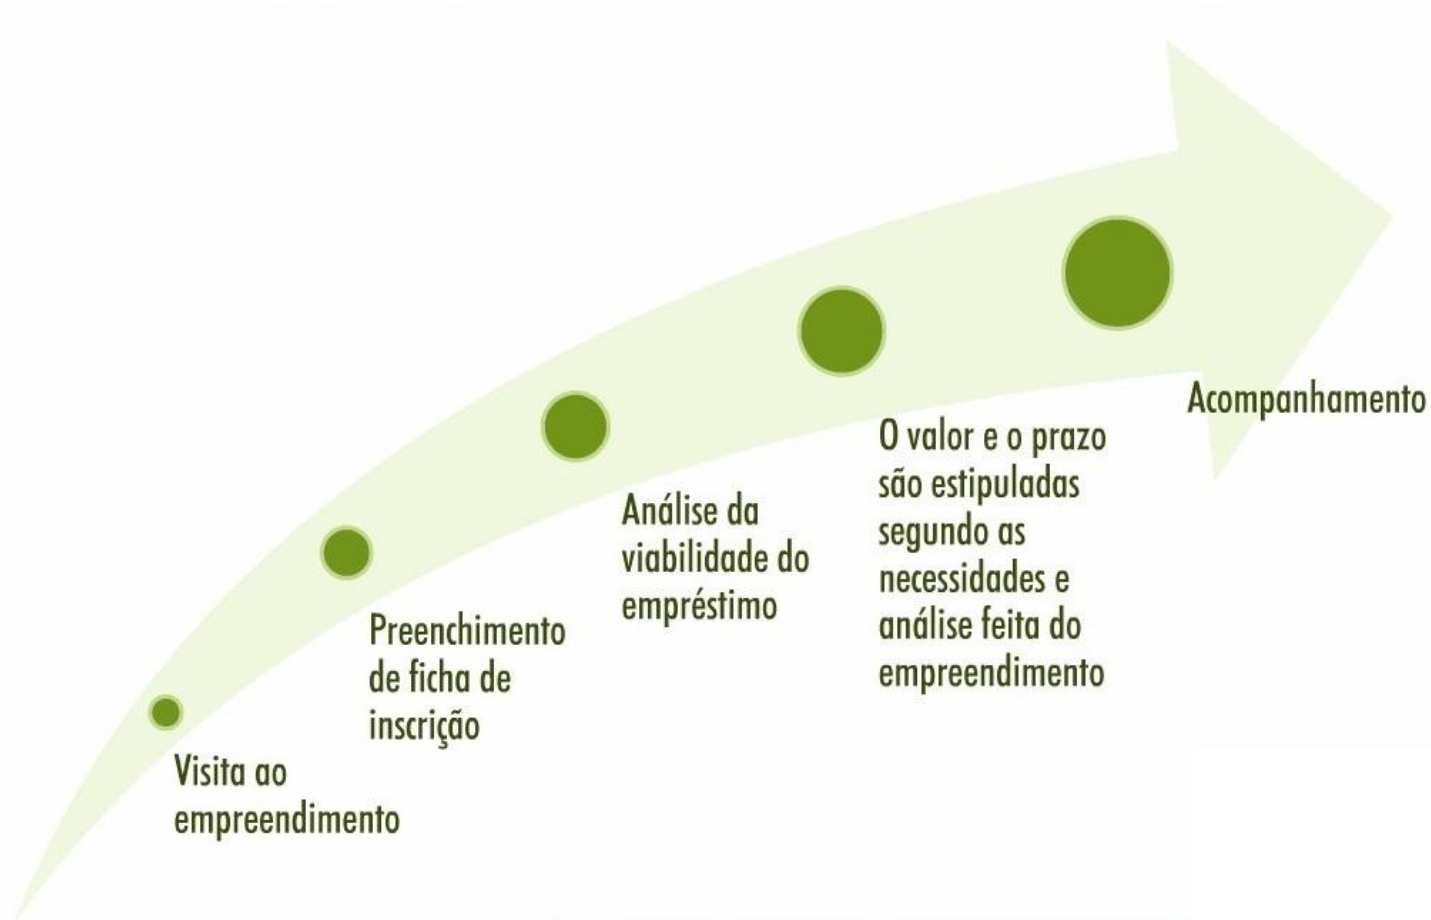 Visita ao
empreendimento
Preenchimento
de ficha de
inscrição
Análise da
viabilidade do
empréstimo
O valor e o prazo
são estipuladas
segundo as
necessidades e
análise feita do
empreendimento
Acompanhamento